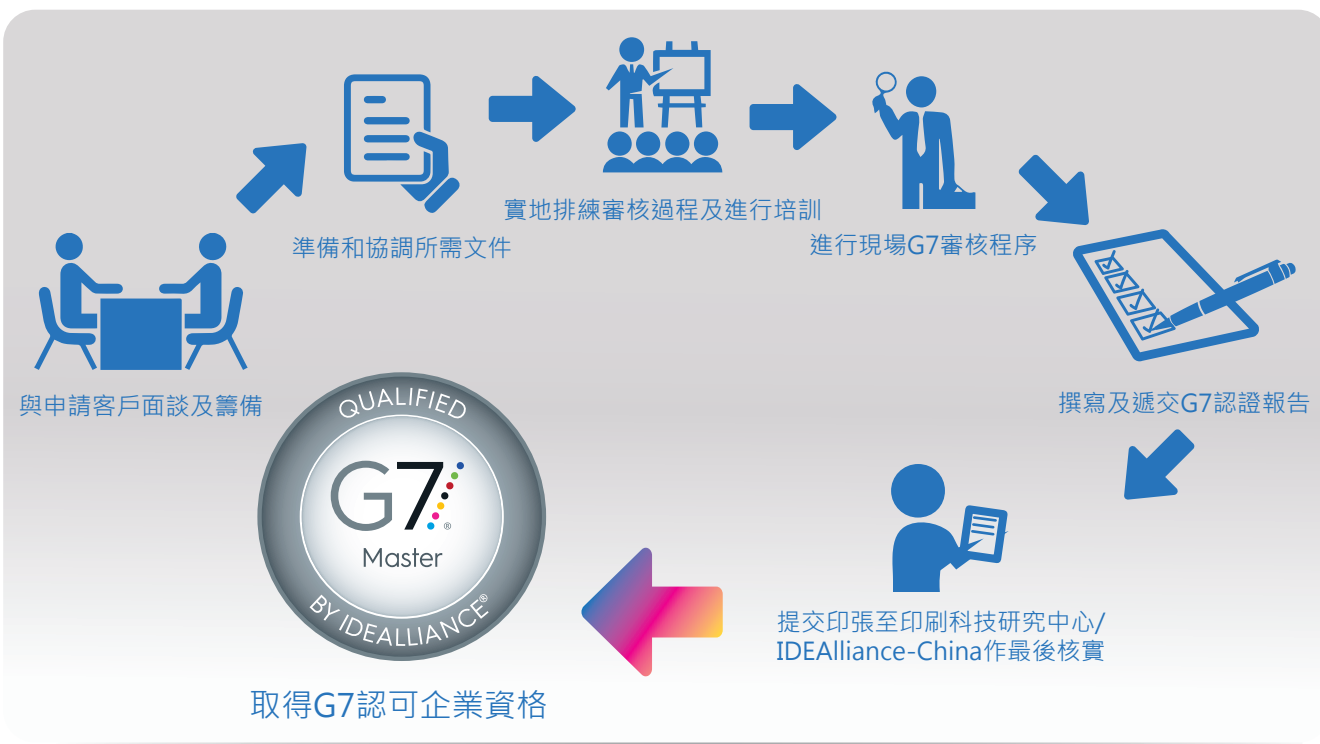 與申請客戶面談及籌備
準備和協調所需文件
實地排練審核過程及進行培訓
進行現場G7審核程序
撰寫及遞交G7認證報告
提交印張至印刷科技研究中心/
IDEAlliance-China作最後核實
QUALIFIED
G7®
Master
BY IDEALLIANCE®
取得G7認可企業資格